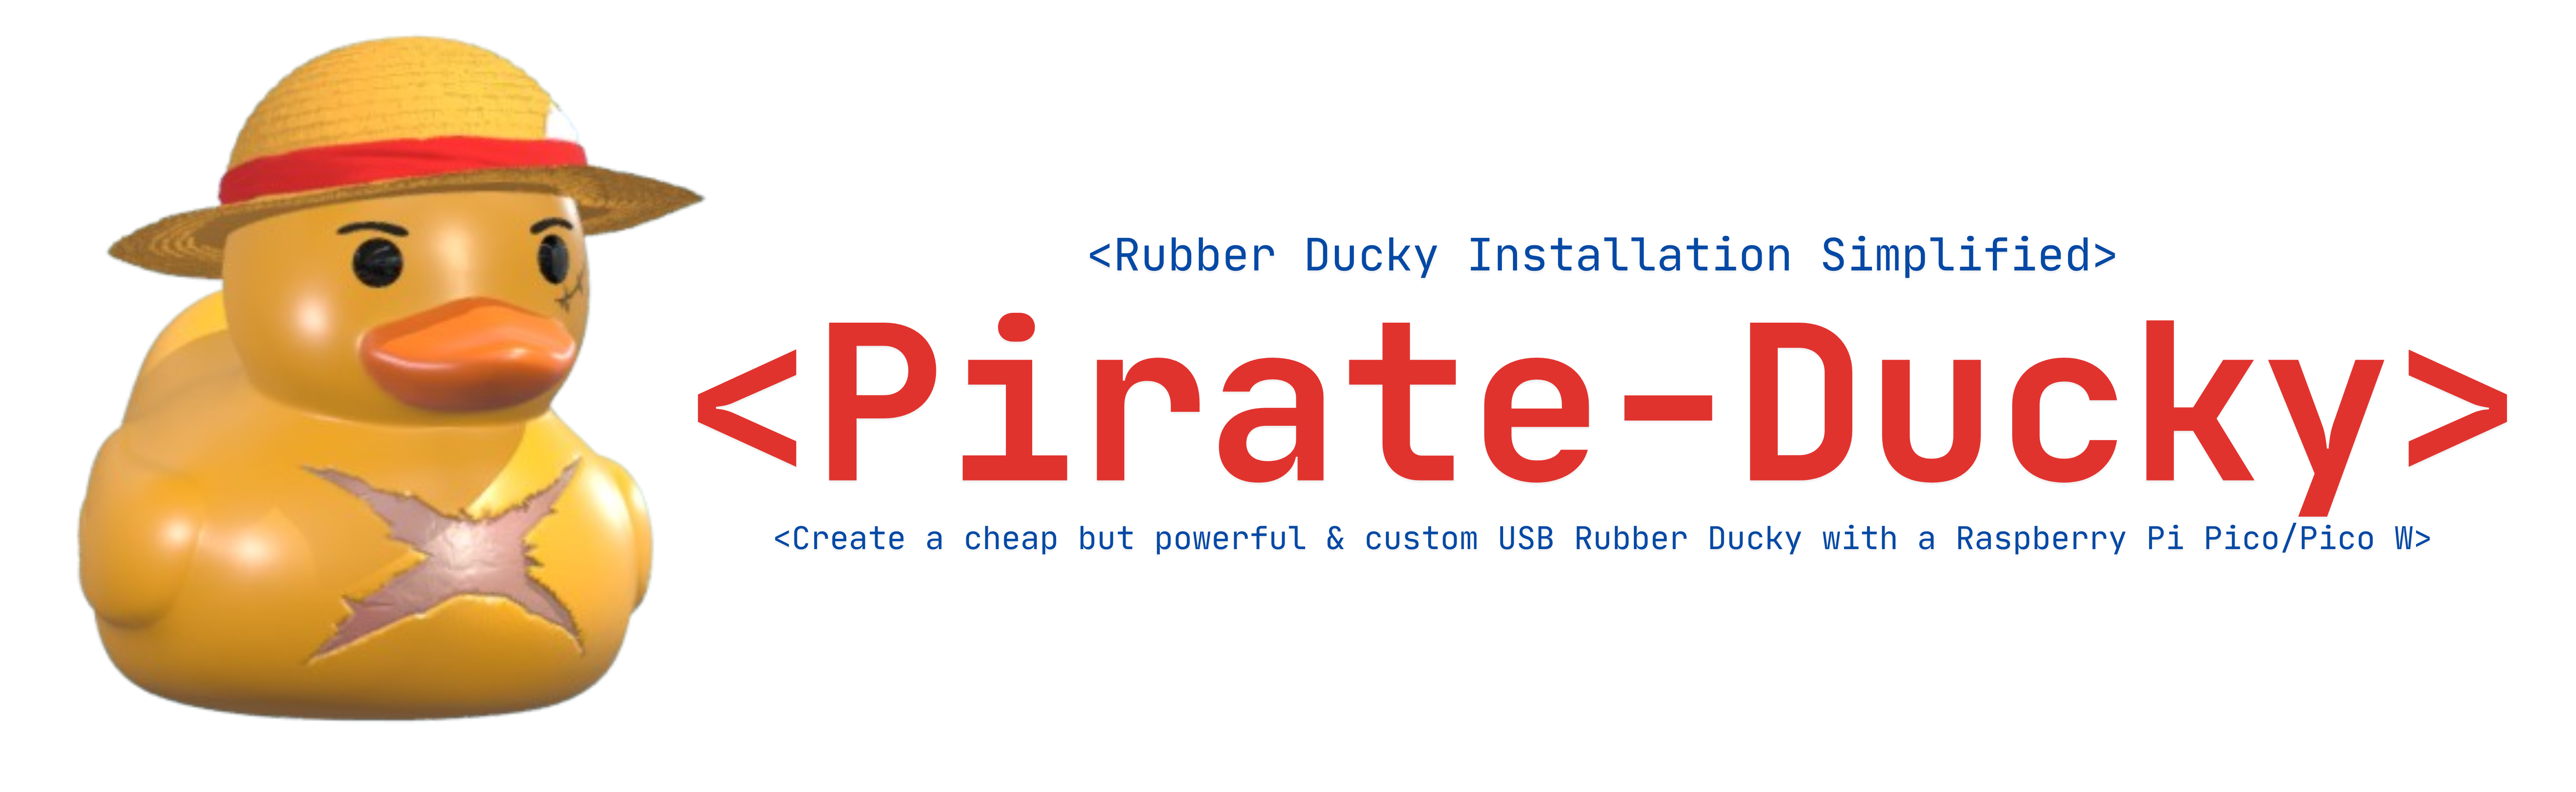 <Rubber Ducky Installation Simplified>
<Pirate-Ducky>
<Create a cheap but powerful & custom USB Rubber Ducky with a Raspberry Pi Pico/Pico W>